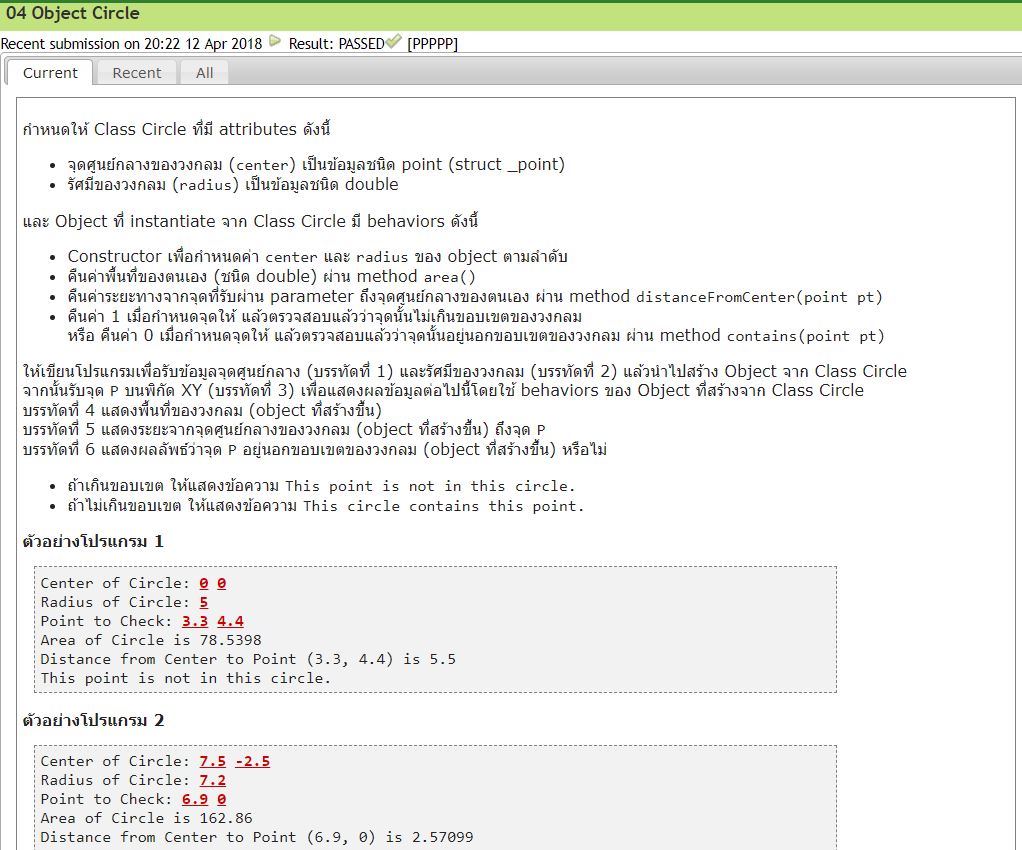 04 Object Circle
Recent submission on 20:22 12 Apr 2018 Result: PASSED [PPPPP]
Current Recent All
กำหนดให้ Class Circle ที่มี attributes ดังนี้
• จุดศูนย์กลางของวงกลม (center) เป็นข้อมูลชนิด point (struct _point)
• รัศมีของวงกลม (radius) เป็นข้อมูลชนิด double
และ Object ที่ instantiate จาก Class Circle มี behaviors ดังนี้
• Constructor เพื่อกำหนดค่า center และ radius ของ object ตามลำดับ
• คืนค่าพื้นที่ของตนเอง (ชนิด double) ผ่าน method area()
• คืนค่าระยะทางจากจุดที่รับผ่าน parameter ถึงจุดศูนย์กลางของตนเอง ผ่าน method distanceFromCenter(point pt)
• คืนค่า 1 เมื่อกำหนดจุดให้ แล้วตรวจสอบแล้วว่าจุดนั้นไม่เกินขอบเขตของวงกลม
หรือ คืนค่า 0 เมื่อกำหนดจุดให้ แล้วตรวจสอบแล้วว่าจุดนั้นอยู่นอกขอบเขตของวงกลม ผ่าน method contains(point pt)
ให้เขียนโปรแกรมเพื่อรับข้อมูลจุดศูนย์กลาง (บรรทัดที่ 1) และรัศมีของวงกลม (บรรทัดที่ 2) แล้วนำไปสร้าง Object จาก Class Circle
จากนั้นรับจุด P บนพิกัด XY (บรรทัดที่ 3) เพื่อแสดงผลข้อมูลต่อไปนี้โดยใช้ behaviors ของ Object ที่สร้างจาก Class Circle
บรรทัดที่ 4 แสดงพื้นที่ของวงกลม (object ที่สร้างขึ้น)
บรรทัดที่ 5 แสดงระยะจากจุดศูนย์กลางของวงกลม (object ที่สร้างขึ้น) ถึงจุด P
บรรทัดที่ 6 แสดงผลลัพธ์ว่าจุด P อยู่นอกขอบเขตของวงกลม (object ที่สร้างขึ้น) หรือไม่
• ถ้าเกินขอบเขต ให้แสดงข้อความ This point is not in this circle.
• ถ้าไม่เกินขอบเขต ให้แสดงข้อความ This circle contains this point.
ตัวอย่างโปรแกรม 1
Center of Circle: 0 0
Radius of Circle: 5
Point to Check: 3.3 4.4
Area of Circle is 78.5398
Distance from Center to Point (3.3, 4.4) is 5.5
This point is not in this circle.
ตัวอย่างโปรแกรม 2
Center of Circle: 7.5 -2.5
Radius of Circle: 7.2
Point to Check: 6.9 0
Area of Circle is 162.86
Distance from Center to Point (6.9, 0) is 2.57099